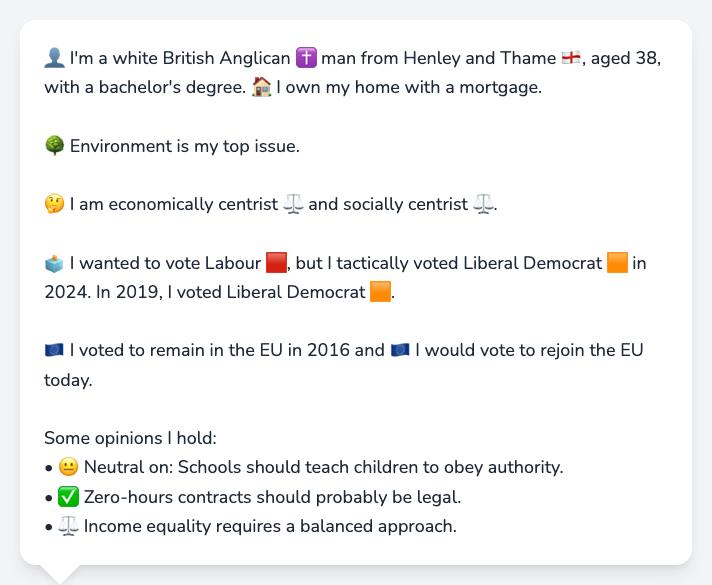 👤 I'm a white British Anglican ✝️ man from Henley and Thame 🏴󠁧󠁢󠁥󠁮󠁧󠁿, aged 38,
with a bachelor's degree. 🏠 I own my home with a mortgage.
🌳 Environment is my top issue.
🤔 I am economically centrist ⚖️ and socially centrist ⚖️.
🗳️ I wanted to vote Labour 🟥, but I tactically voted Liberal Democrat 🟧 in
2024. In 2019, I voted Liberal Democrat 🟧.
🇪🇺 I voted to remain in the EU in 2016 and 🇪🇺 I would vote to rejoin the EU
today.
Some opinions I hold:
• 😐 Neutral on: Schools should teach children to obey authority.
• ✅ Zero-hours contracts should probably be legal.
• ⚖️ Income equality requires a balanced approach.